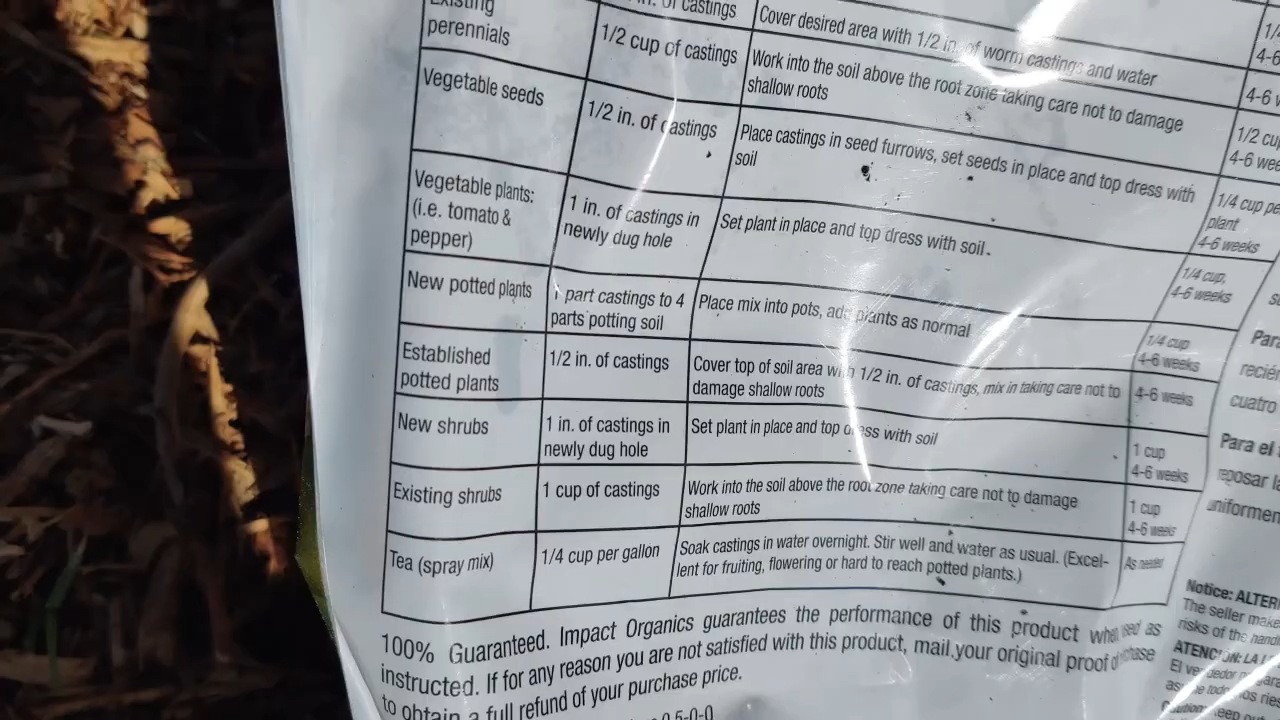 Existing
perennials
1/2 cup of castings
of castings
Cover desired area with 1/2 in. of worm castings and water
Work into the soil above the root zone taking care not to damage
shallow roots
4-6
Vegetable seeds
1/2 in. of castings
Place castings in seed furrows, set seeds in place and top dress with
soil
1/2 cup
4-6
Vegetable plants:
(i.e. tomato &
pepper)
1 in. of castings in
newly dug hole
Set plant in place and top dress with soil.
1/4 cup
plant
4-6 weeks
New potted plants
1 part castings to 4
parts potting soil
Place mix into pots, add plants as normal
1/4 cup,
4-6 weeks
Established
potted plants
1/2 in. of castings
Cover top of soil area with 1/2 in. of castings, mix in taking care not to
damage shallow roots
1/4 cup
4-6 weeks
New shrubs
1 in. of castings in
newly dug hole
Set plant in place and top dress with soil
4-6 weeks
Existing shrubs
1 cup of castings
Work into the soil above the root zone taking care not to damage
shallow roots
1 cup
4-6 weeks
Tea (spray mix)
1/4 cup per gallon
Soak castings in water overnight. Stir well and water as usual. (Excel-
lent for fruiting, flowering or hard to reach potted plants.)
1 cup
4-6 weeks
As needed
100% Guaranteed. Impact Organics guarantees the performance of this product when used as
instructed. If for any reason you are not satisfied with this product, mail your original proof of purchase
to obtain a full refund of your purchase price.
0.5-0-0
Para
cuatro
Para el
reposar la
Notice:
The seller
risks of the
El vendedor